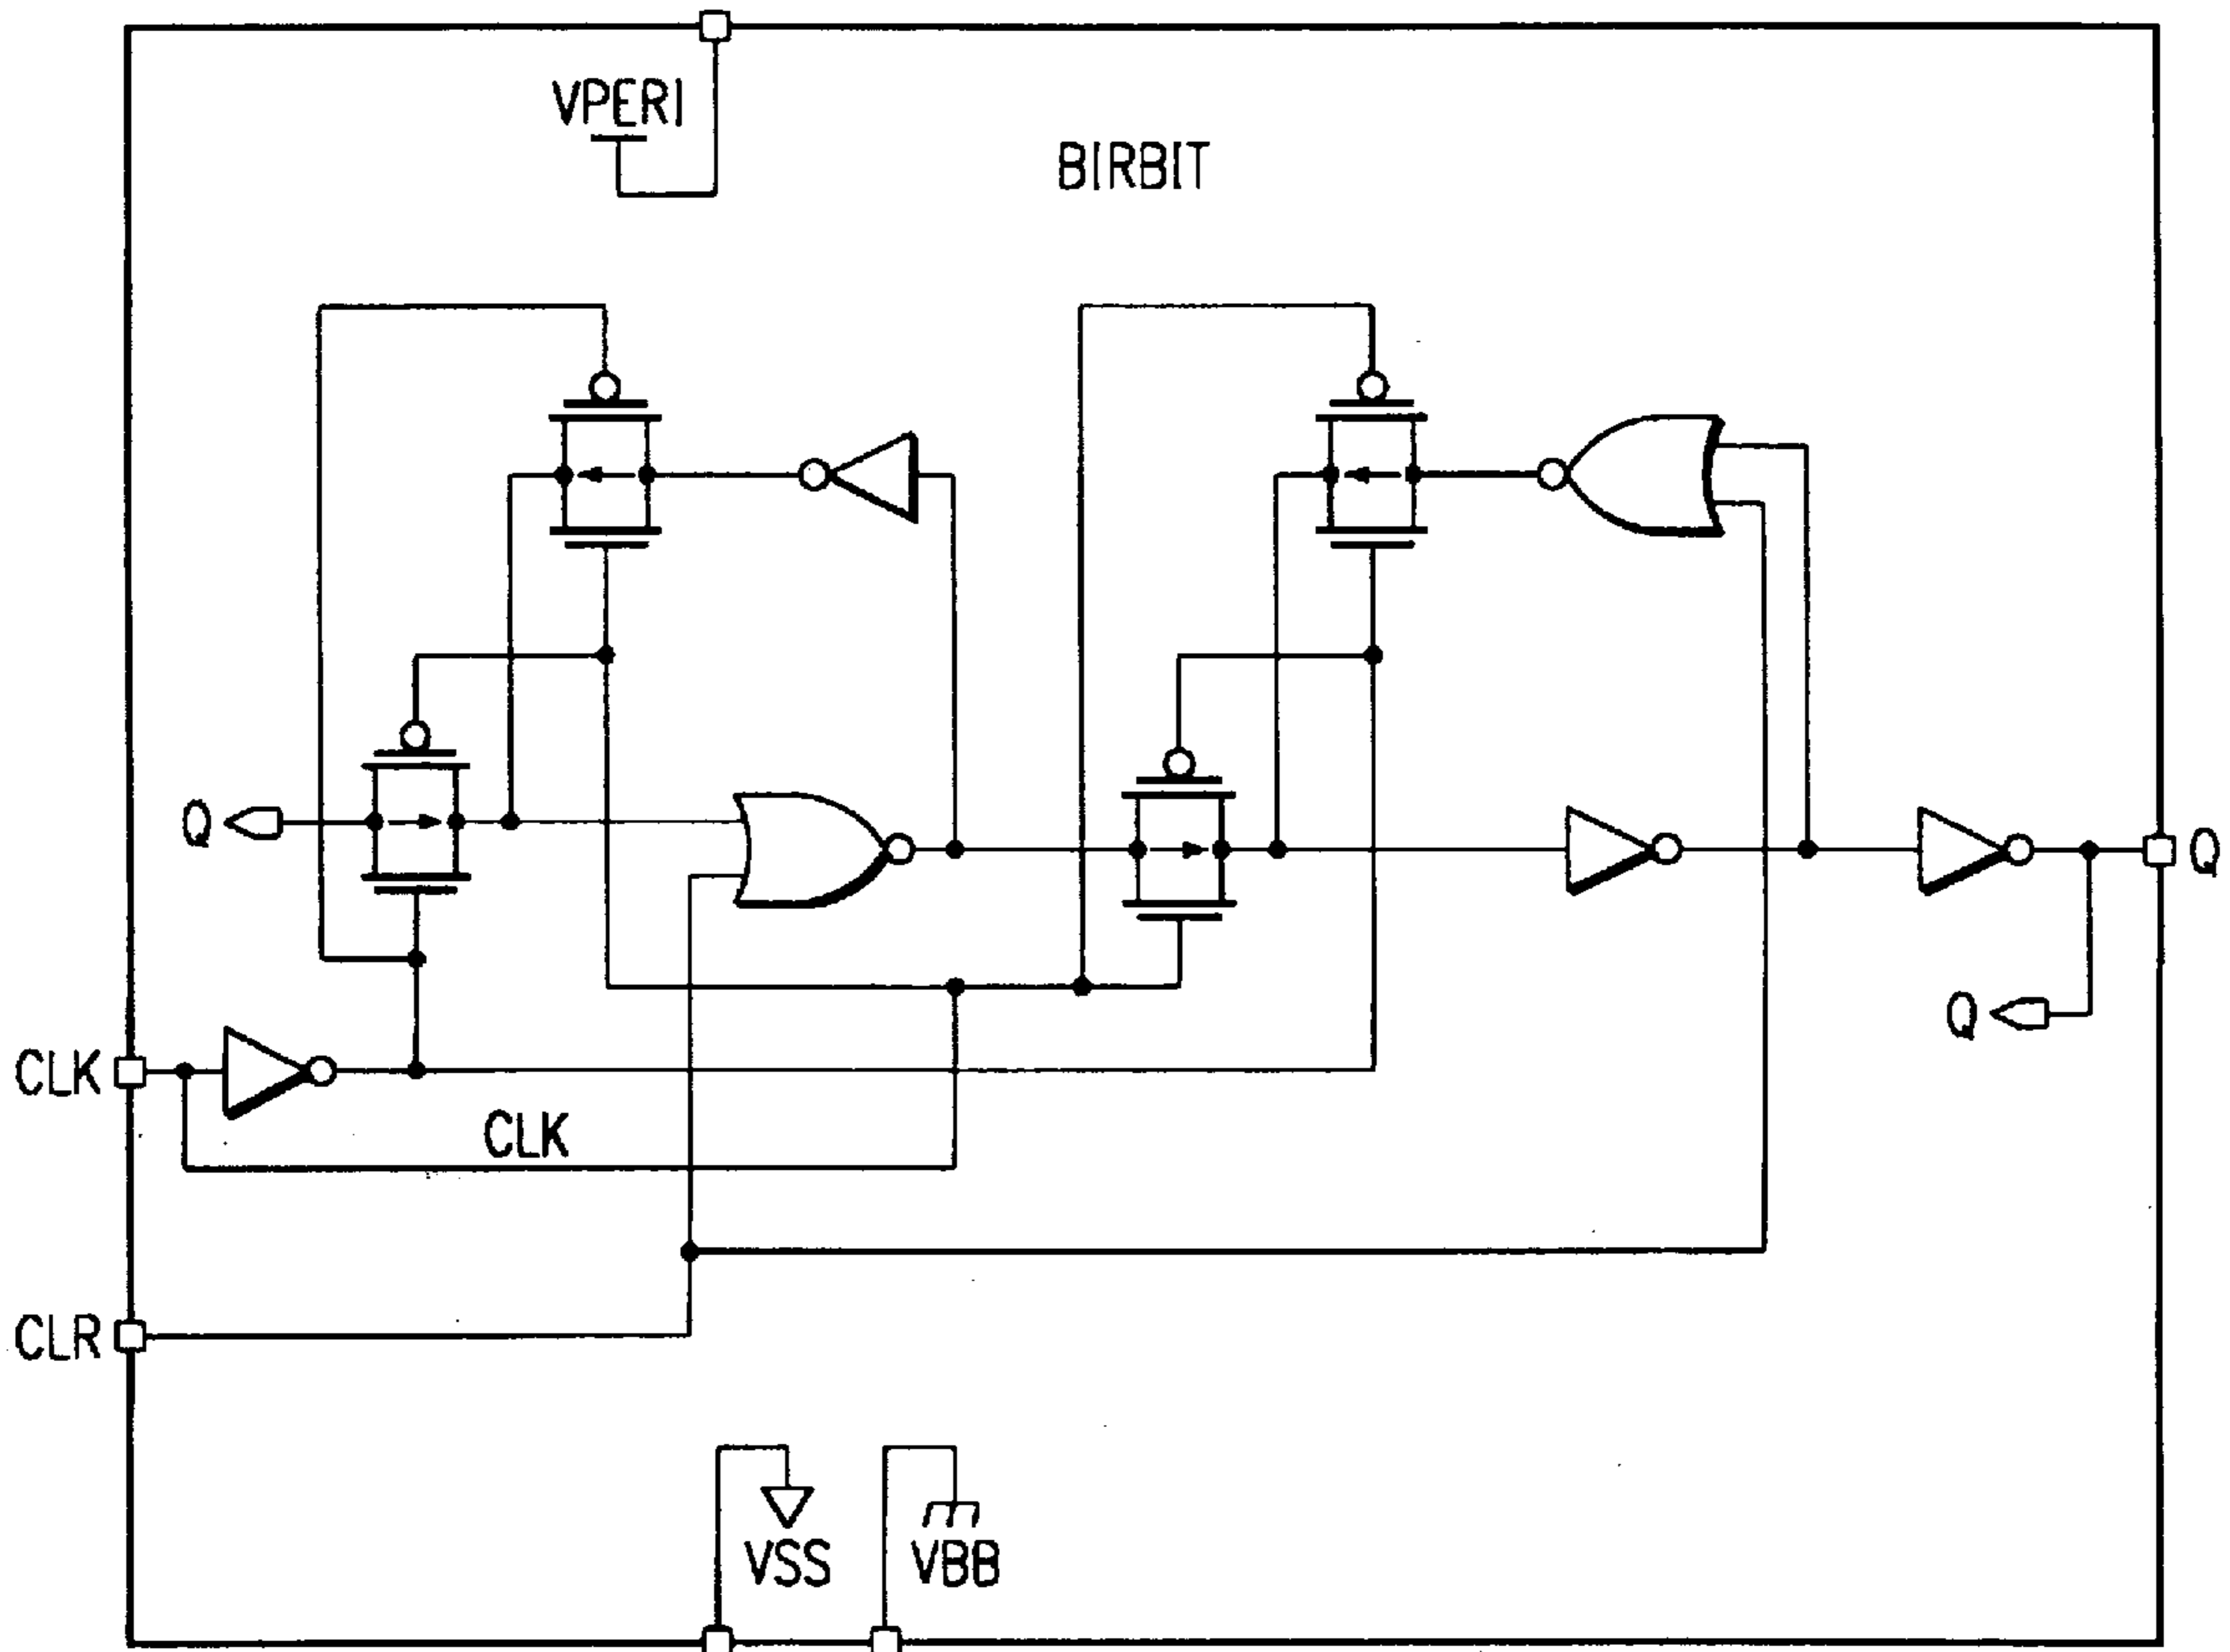 VPERI
BIRBIT
Q
Q
Q
CLK
CLK
CLR
VSS
VBB